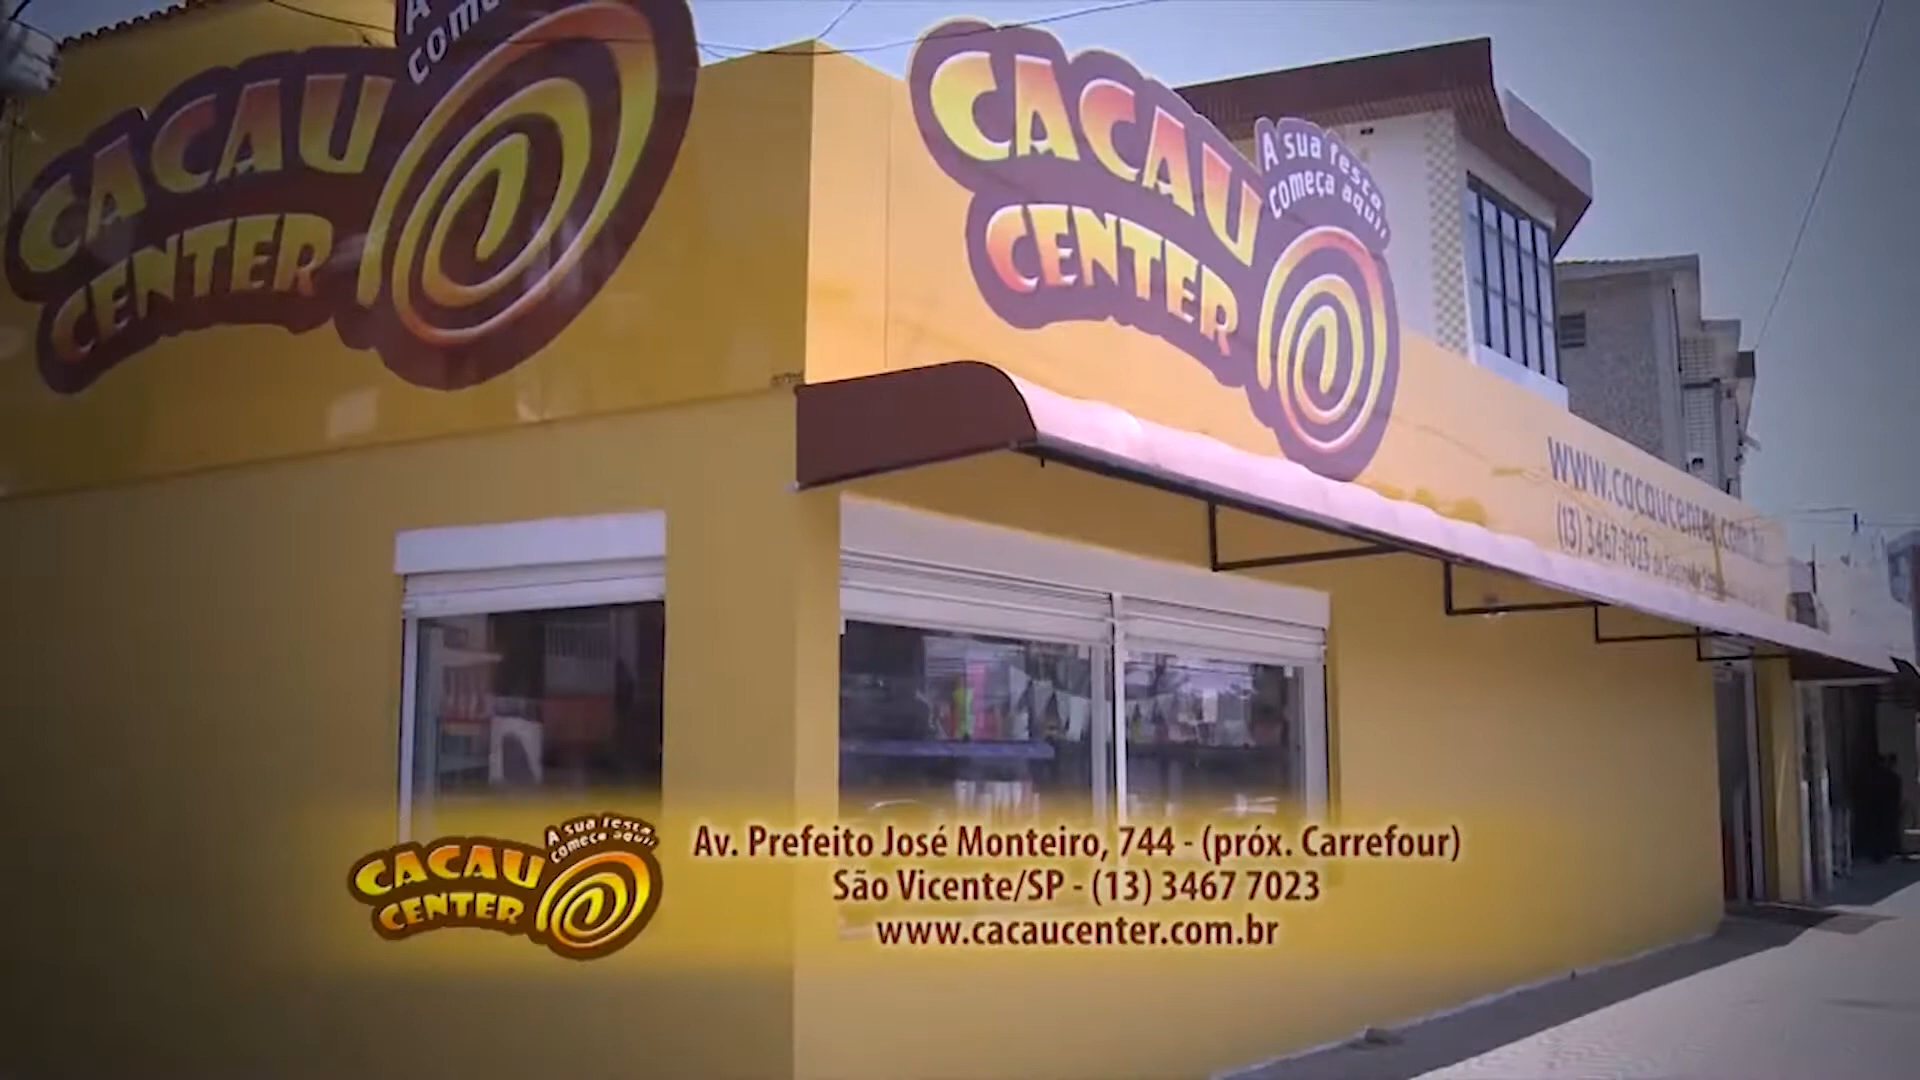 A
come
CACAU
CENTER
CACAU
CENTER
A sua festa
começa aqui!
www.cacaucenter.com.br
(13) 3467-7023
A sua festa
começa aqui!
CACAU
CENTER
Av. Prefeito José Monteiro, 744 - (próx. Carrefour)
São Vicente/SP - (13) 3467 7023
www.cacaucenter.com.br